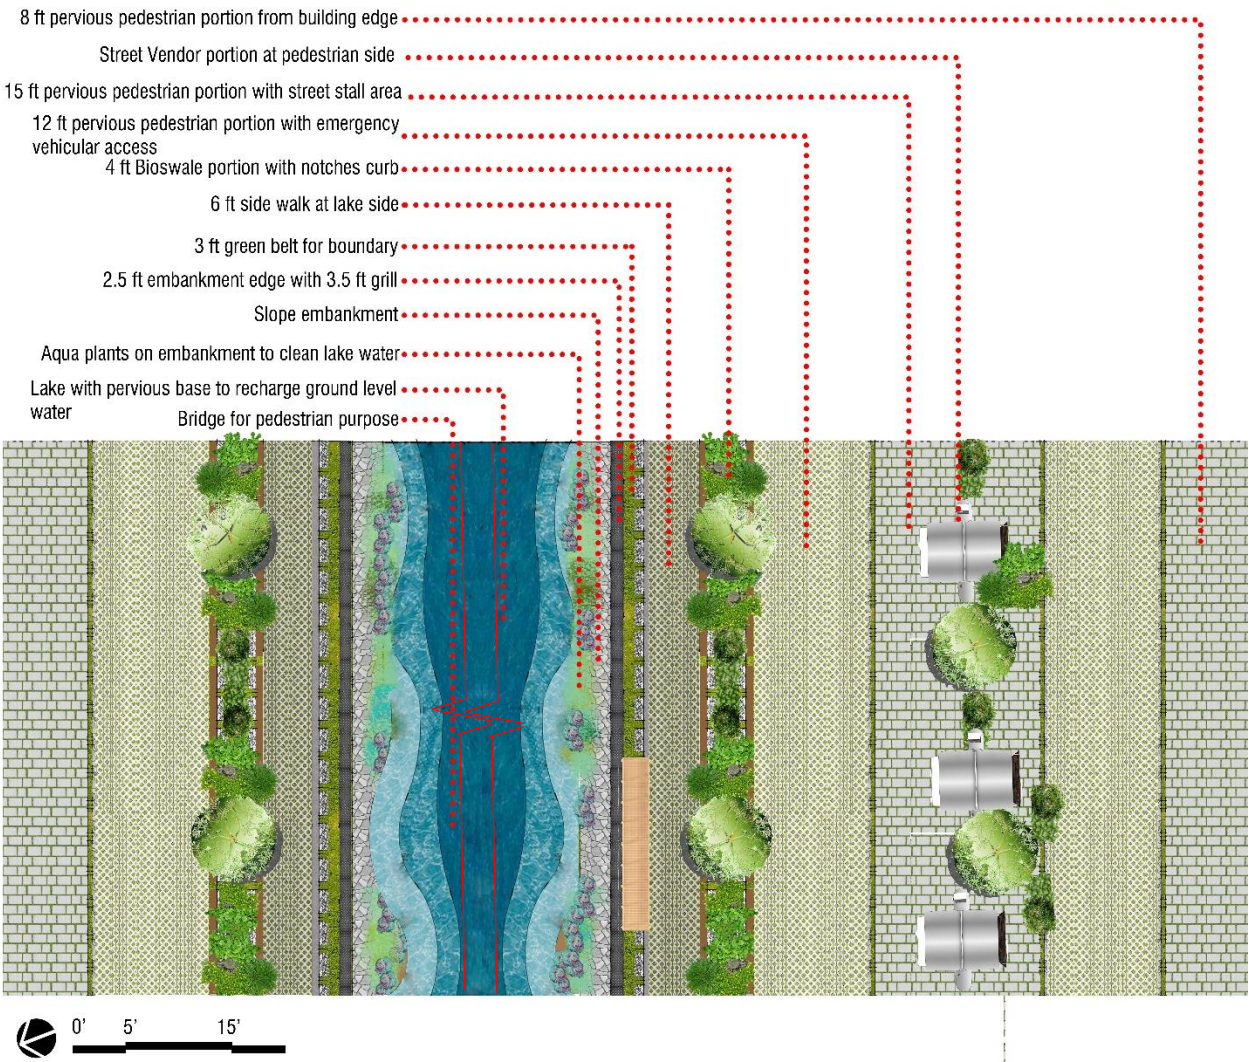 8 ft pervious pedestrian portion from building edge
Street Vendor portion at pedestrian side
15 ft pervious pedestrian portion with street stall area
12 ft pervious pedestrian portion with emergency
vehicular access
4 ft Bioswale portion with notches curb
6 ft side walk at lake side
3 ft green belt for boundary
2.5 ft embankment edge with 3.5 ft grill
Slope embankment
Aqua plants on embankment to clean lake water
Lake with pervious base to recharge ground level
water
Bridge for pedestrian purpose
0' 5' 15'